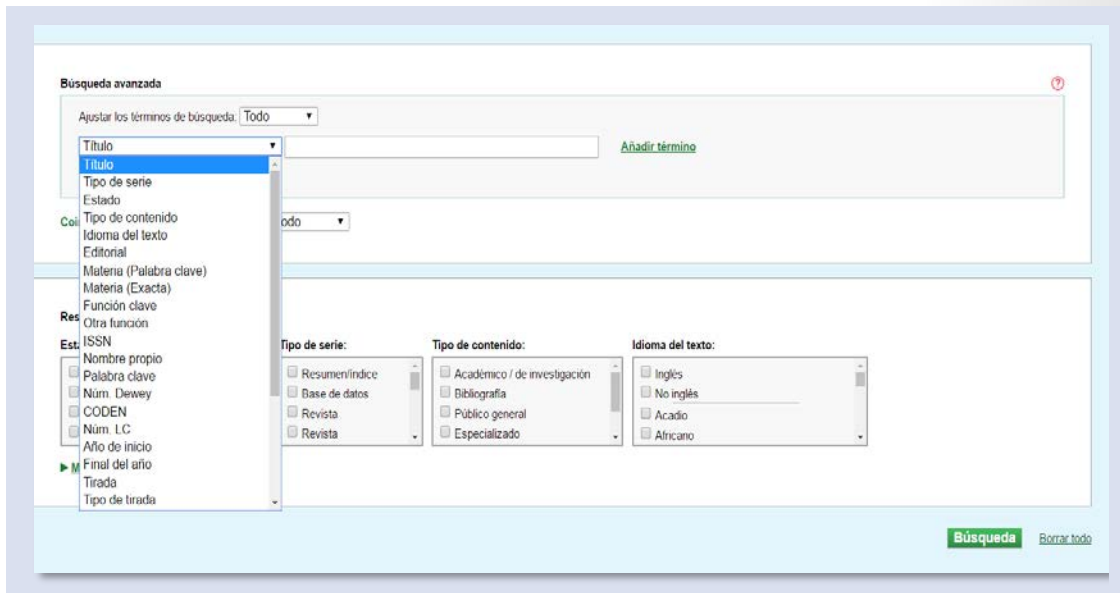 Búsqueda avanzada
Ajustar los términos de búsqueda: Todo
Título
Añadir término
Título
Tipo de serie
Estado
Tipo de contenido
Idioma del texto
Editorial
Materia (Palabra clave)
Materia (Exacta)
Función clave
Otra función
ISSN
Nombre propio
Palabra clave
Núm. Dewey
CODEN
Núm. LC
Año de inicio
Final del año
Tirada
Tipo de tirada
Tipo de serie:
Resumen/índice
Base de datos
Revista
Revista
Tipo de contenido:
Académico / de investigación
Bibliografía
Público general
Especializado
Idioma del texto:
Inglés
No inglés
Acadio
Africano
Búsqueda
Borrar todo